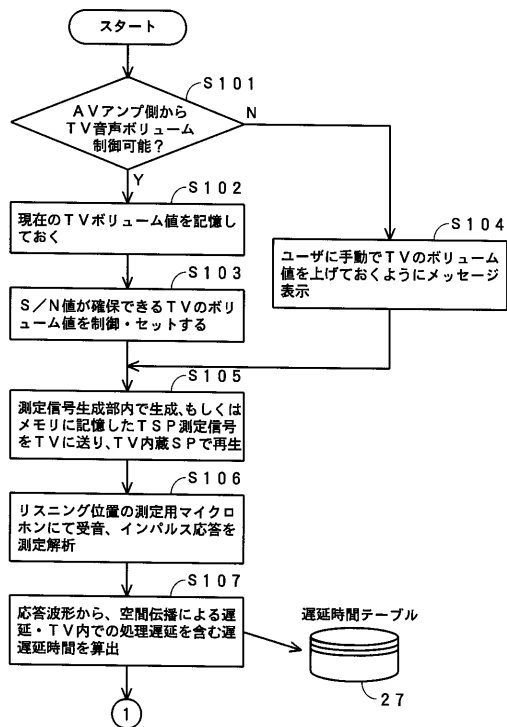 スタート
S101
AVアンプ側から
TV音声ボリューム
制御可能?
N
Y
S102
現在のTVボリューム値を記憶し
ておく
S104
ユーザに手動でTVのボリューム
値を上げておくようにメッセージ
表示
S103
S/N値が確保できるTVのボリ
ューム値を制御・セットする
S105
測定信号生成部内で生成、もしくは
メモリに記憶したTSP測定信号
をTVに送り、TV内蔵SPで再生
S106
リスニング位置の測定用マイクロ
ホンにて受音、インパルス応答を
測定解析
S107
応答波形から、空間伝播による遅
延・TV内での処理遅延を含む遅
遅延時間を算出
遅延時間テーブル
27
1